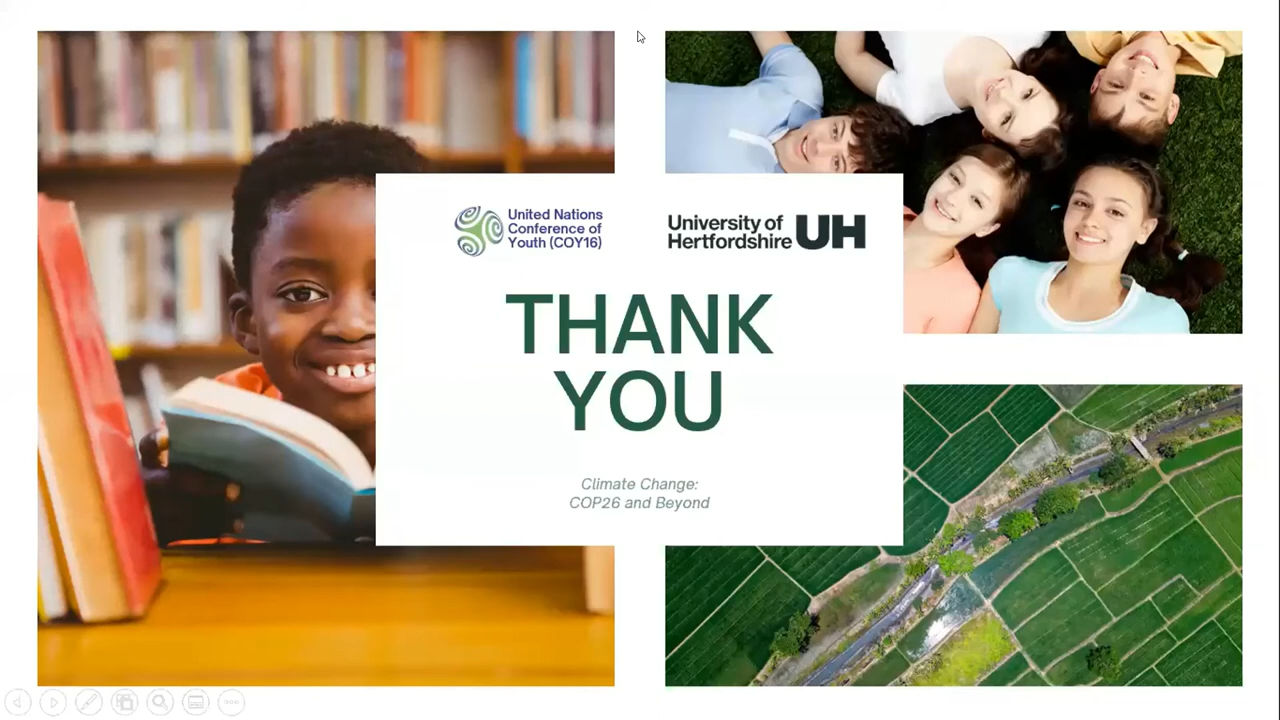 United Nations
Conference of
Youth (COY16)
University of
Hertfordshire UH
THANK
YOU
Climate Change:
COP26 and Beyond